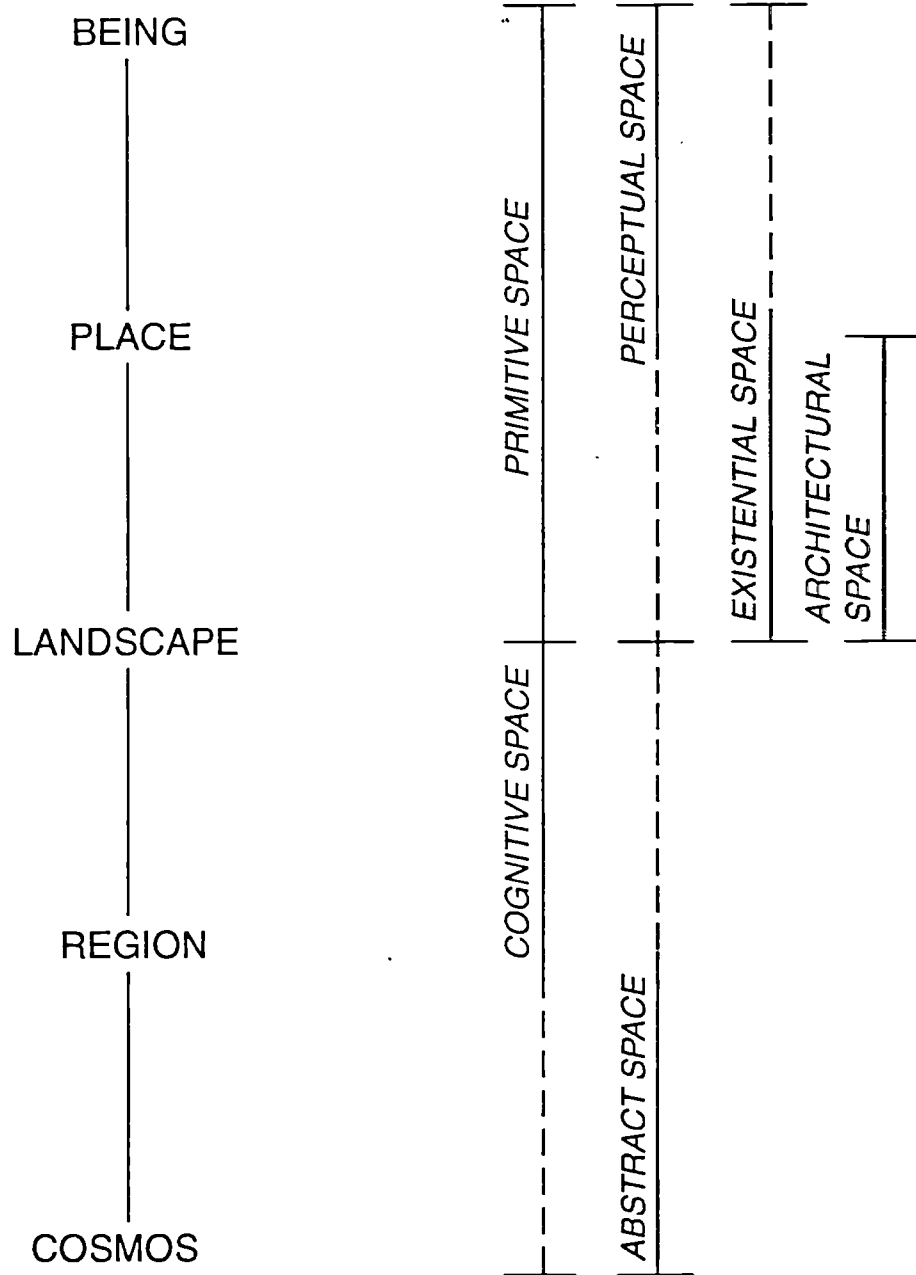 BEING
PLACE
LANDSCAPE
REGION
COSMOS
PRIMITIVE SPACE
COGNITIVE SPACE
PERCEPTUAL SPACE
ABSTRACT SPACE
EXISTENTIAL SPACE
ARCHITECTURAL
SPACE